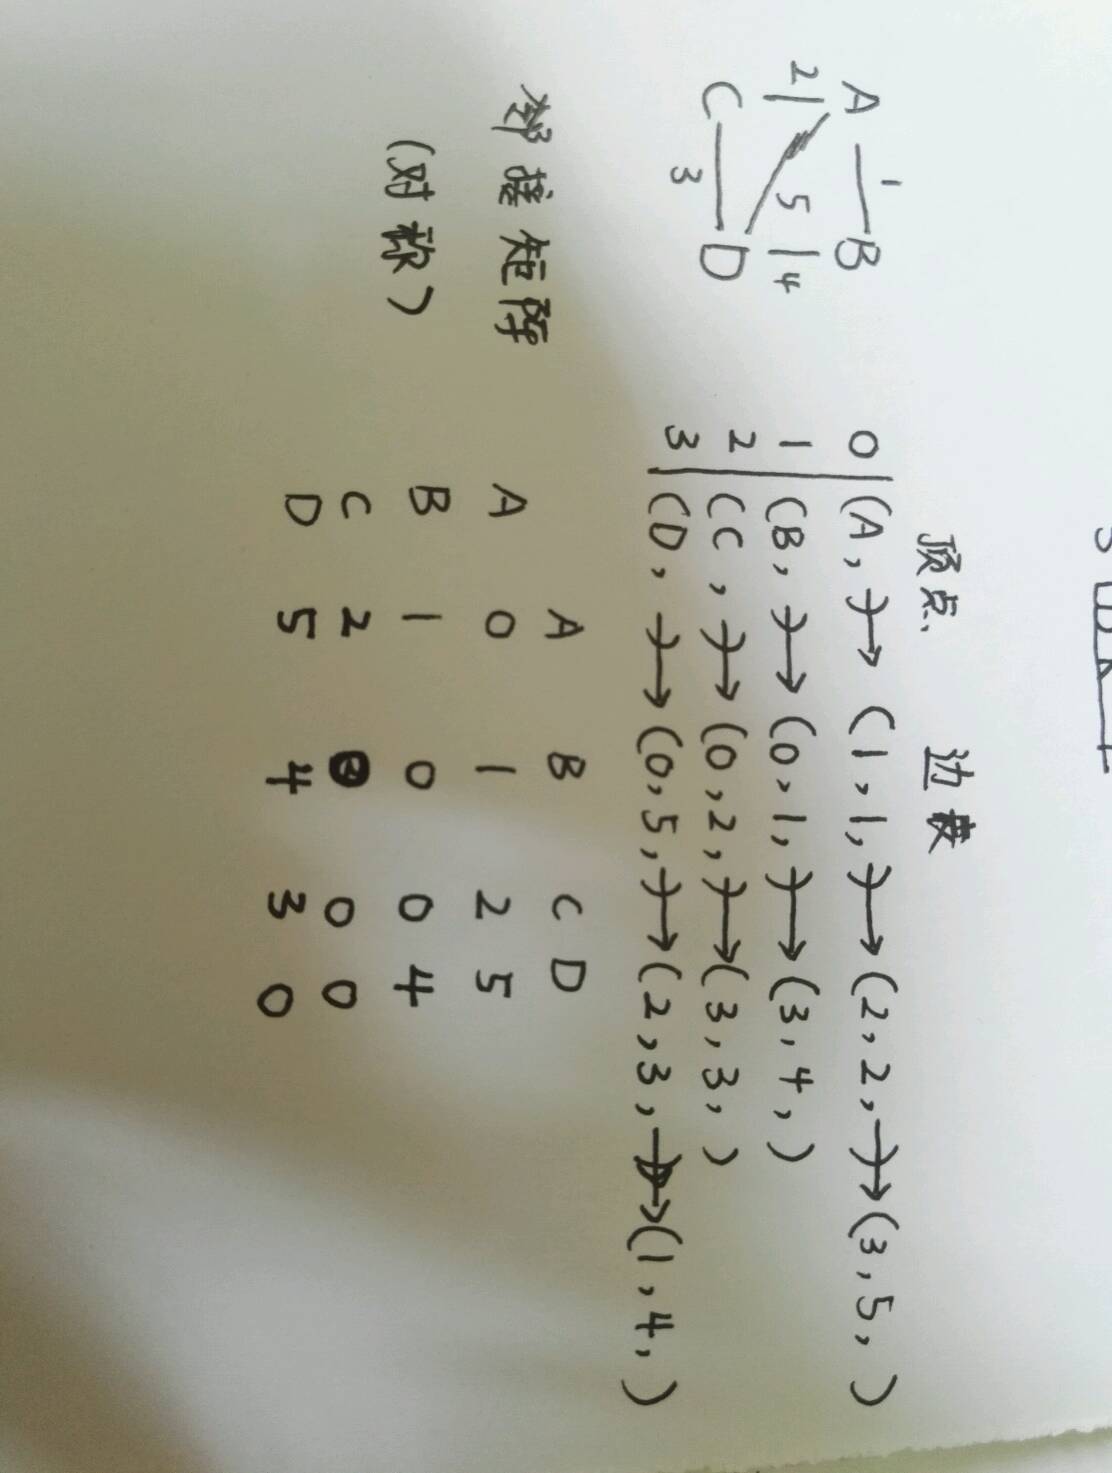 顶点 边表
A 1 B
2 5 4
C 3 D
0 (A, → (1,1, → (2,2, → (3,5, )
1 (B, → (0,1, → (3,4, )
2 (C, → (0,2, → (3,3, )
3 (D, → (0,5, → (2,3, → (1,4, )
邻接矩阵
(对称)
A B C D
A 0 1 2 5
B 1 0 0 4
C 2 0 0
D 5 4 3 0